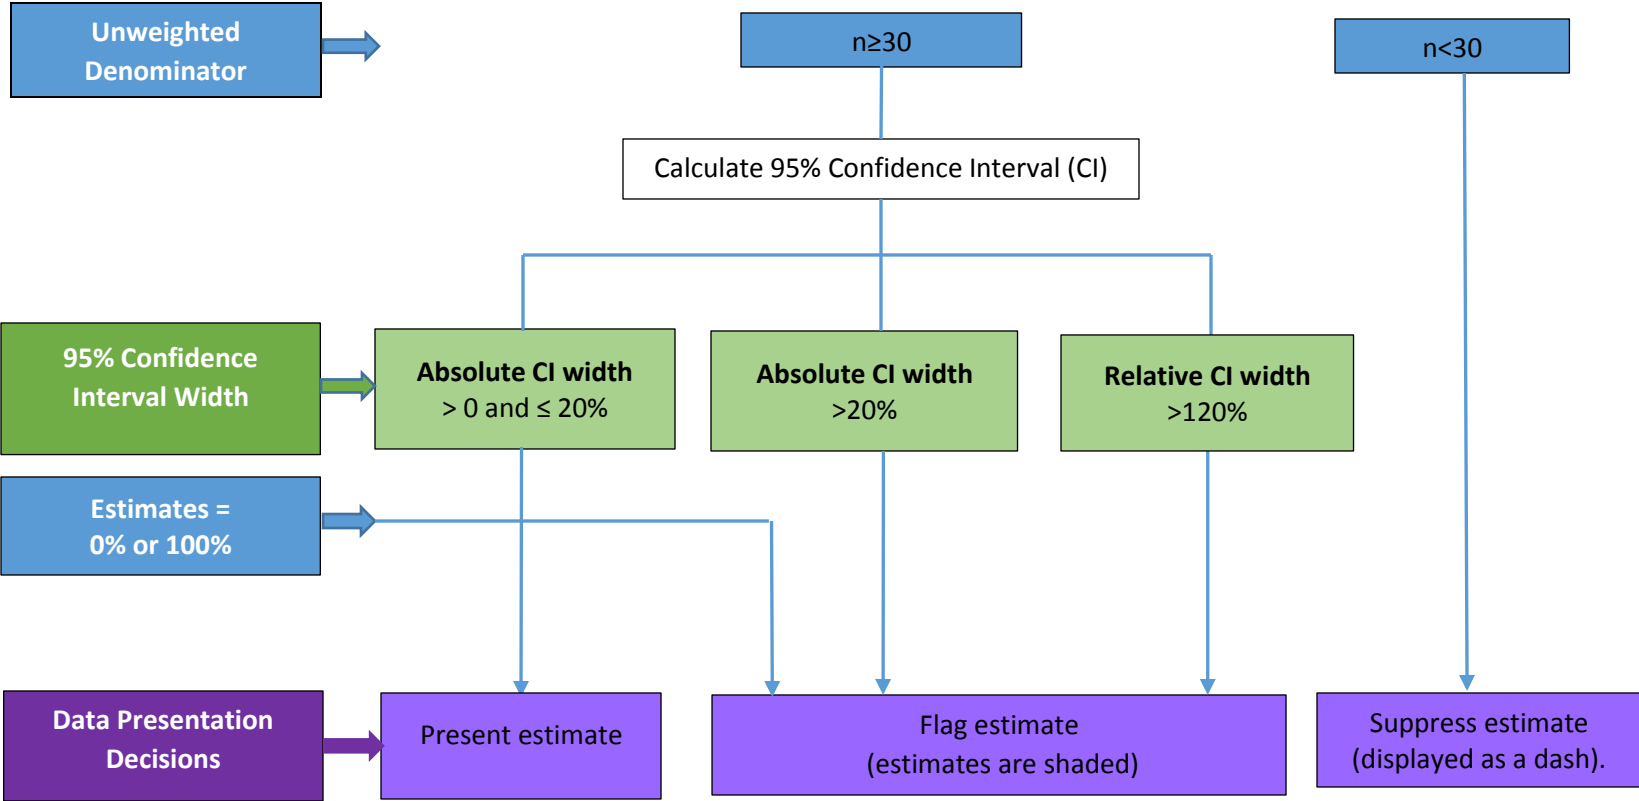 Unweighted
Denominator
n≥30
n<30
Calculate 95% Confidence Interval (CI)
95% Confidence
Interval Width
Absolute CI width
> 0 and ≤ 20%
Absolute CI width
>20%
Relative CI width
>120%
Estimates =
0% or 100%
Data Presentation
Decisions
Present estimate
Flag estimate
(estimates are shaded)
Suppress estimate
(displayed as a dash).